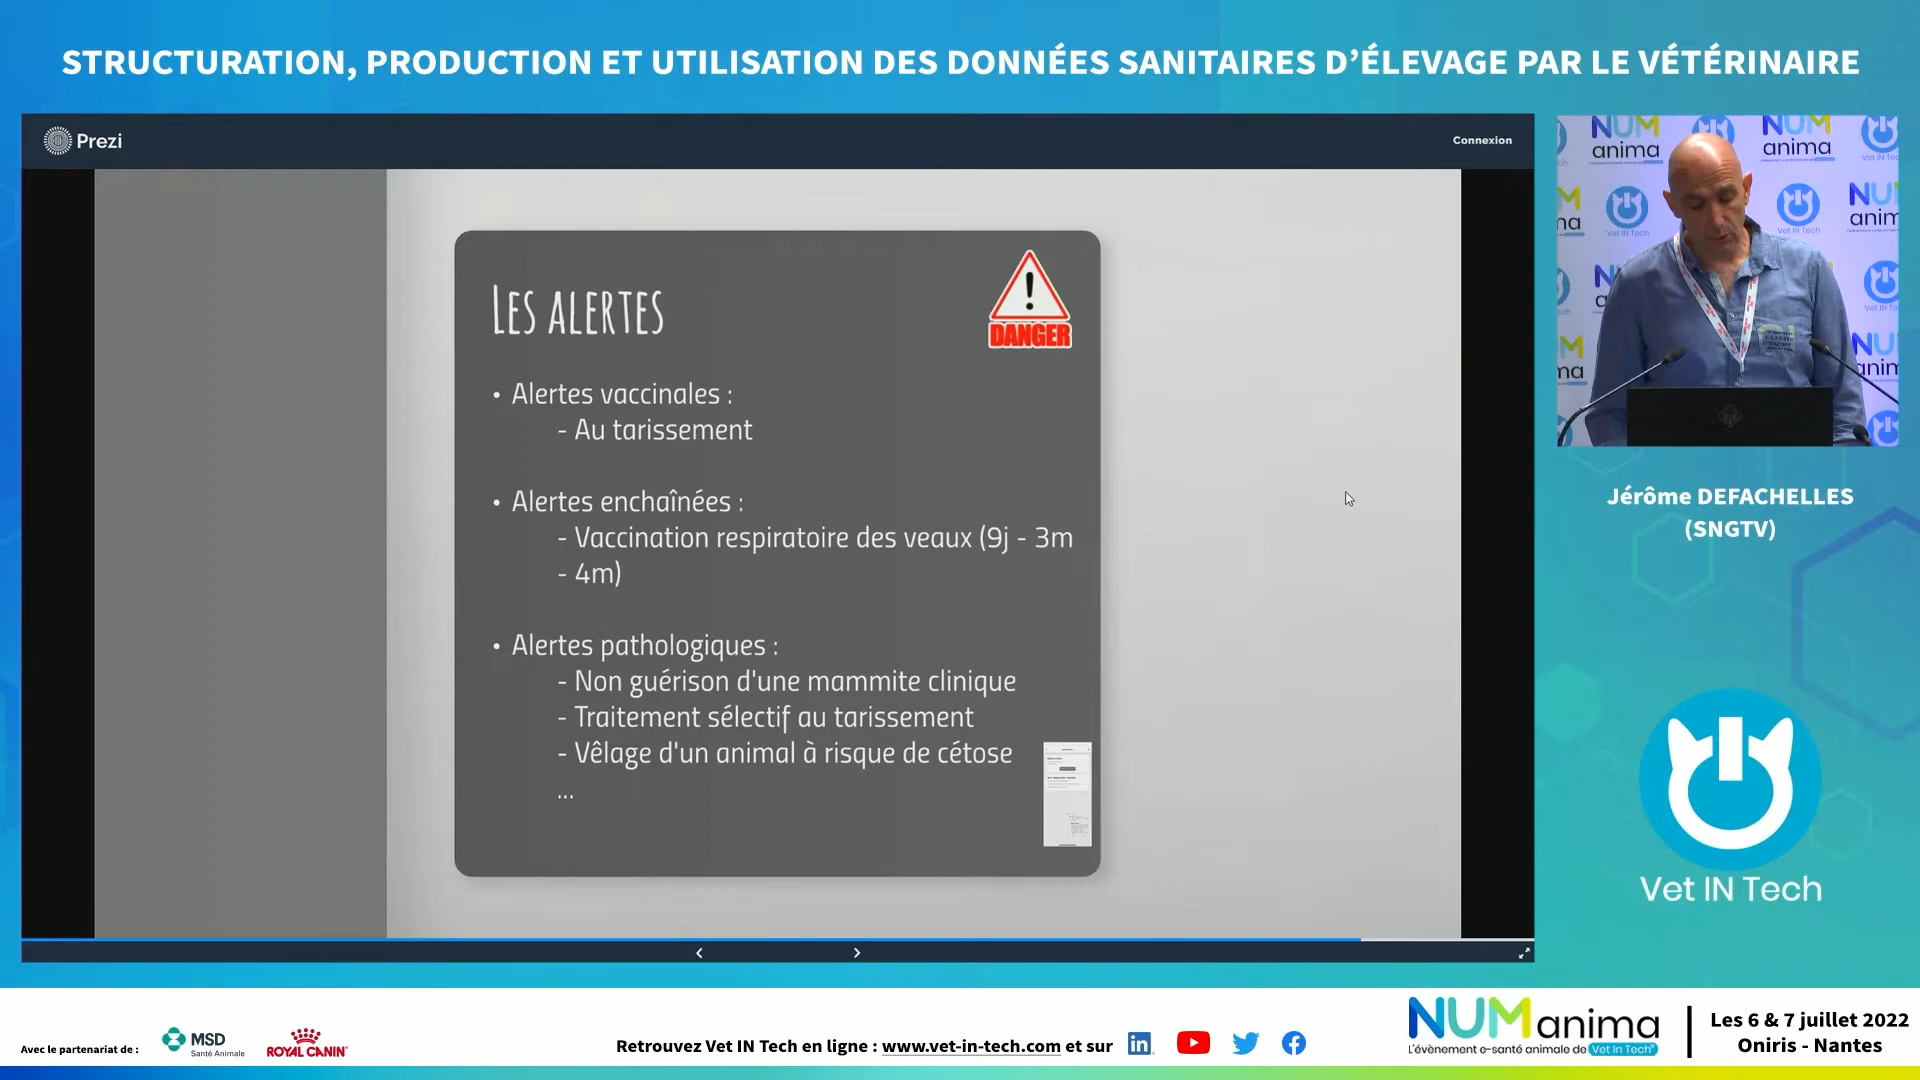 STRUCTURATION, PRODUCTION ET UTILISATION DES DONNÉES SANITAIRES D’ÉLEVAGE PAR LE VÉTÉRINAIRE
Prezi
Connexion
LES ALERTES
DANGER
• Alertes vaccinales :
- Au tarissement
• Alertes enchaînées :
- Vaccination respiratoire des veaux (9j - 3m
- 4m)
• Alertes pathologiques :
- Non guérison d'une mammite clinique
- Traitement sélectif au tarissement
- Vêlage d'un animal à risque de cétose
...
NUM anima
Vet IN Tech
Jérôme DEFACHELLES
(SNGTV)
Vet IN Tech
Avec le partenariat de :
MSD
Santé Animale
ROYAL CANIN
Retrouvez Vet IN Tech en ligne : www.vet-in-tech.com et sur
NUManima
L'évènement e-santé animale de Vet IN Tech
Les 6 & 7 juillet 2022
Oniris - Nantes